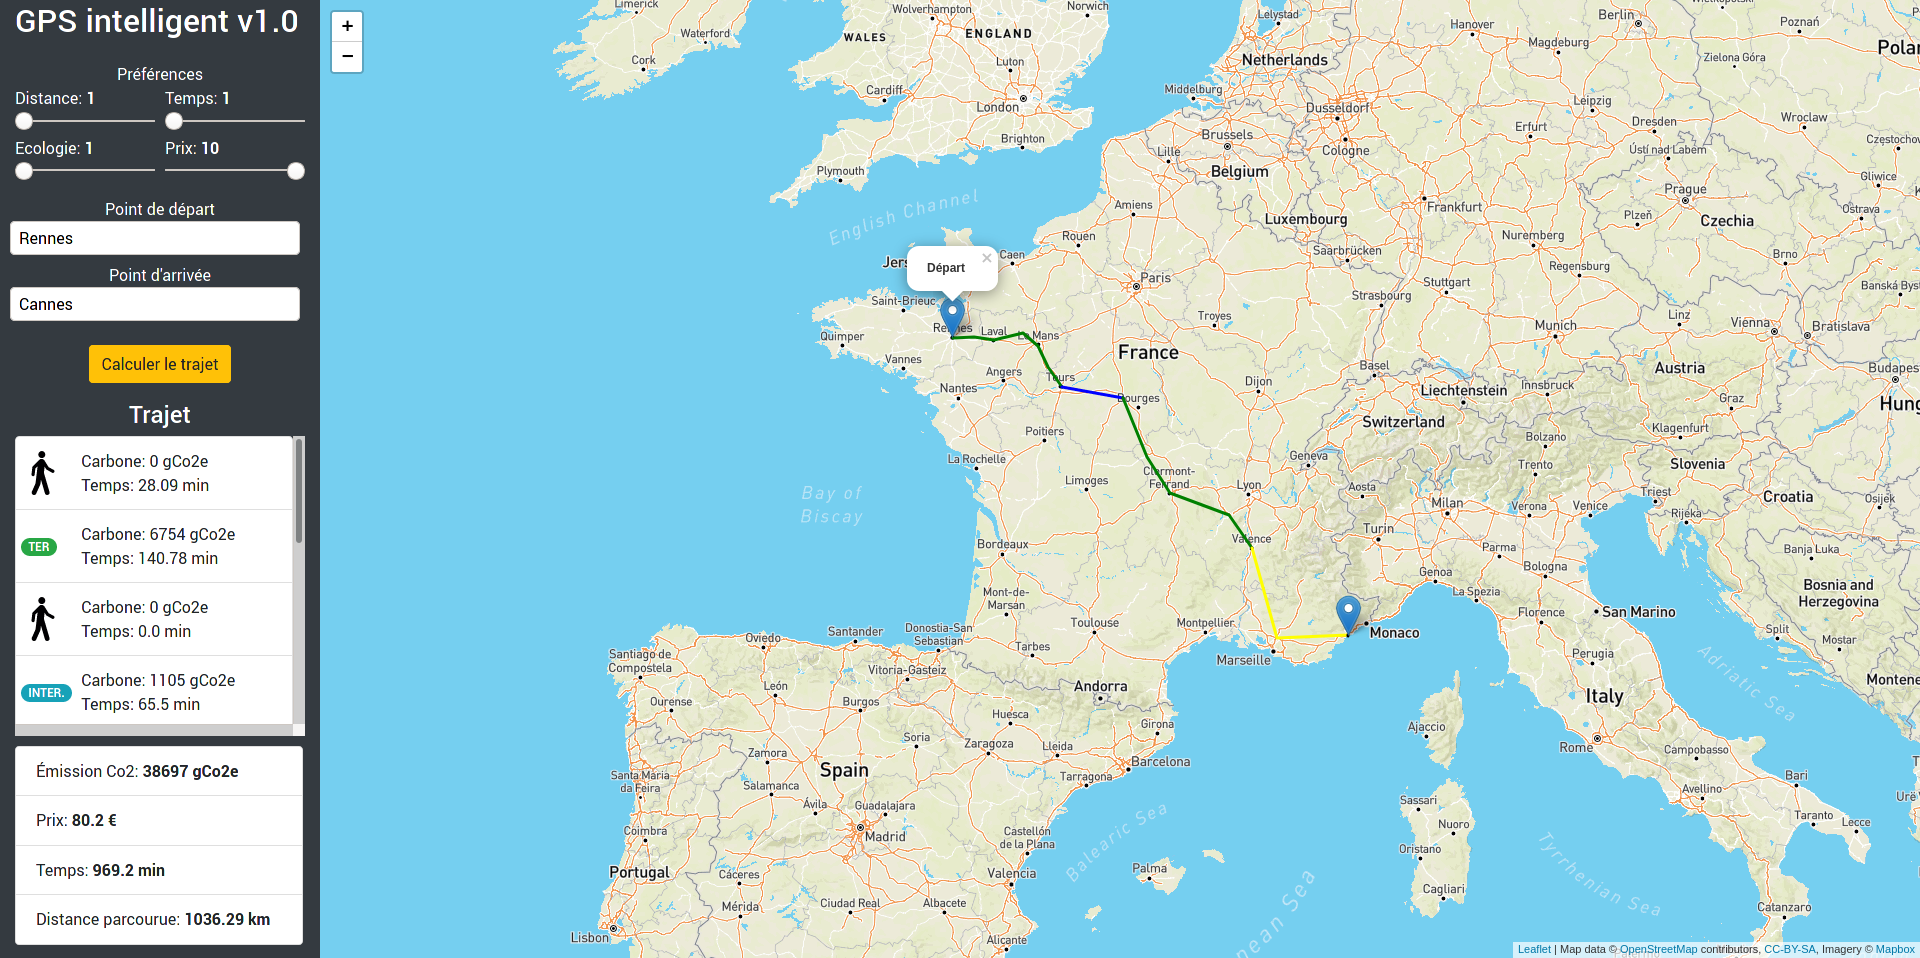 GPS intelligent v1.0
Préférences
Distance: 1
Temps: 1
Ecologie: 1
Prix: 10
Point de départ
Rennes
Point d'arrivée
Cannes
Calculer le trajet
Trajet
Carbone: 0 gCo2e
Temps: 28.09 min
TER
Carbone: 6754 gCo2e
Temps: 140.78 min
Carbone: 0 gCo2e
Temps: 0.0 min
INTER.
Carbone: 1105 gCo2e
Temps: 65.5 min
Émission Co2: 38697 gCo2e
Prix: 80.2 €
Temps: 969.2 min
Distance parcourue: 1036.29 km
+
−
Limerick
Waterford
Cork
Wolverhampton
Norwich
WALES
ENGLAND
Luton
Cardiff
London
Brighton
Plymouth
English Channel
Lelystad
Netherlands
Middelburg
Dusseldorf
Brussels
Cologne
Lille
Belgium
Hanover
Berlin
Magdeburg
Poznań
Zielona Góra
Leipzig
Erfurt
Dresden
Wroclaw
Ústí nad Labem
Częstocho
Gliwice
Prague
Ostrava
Plzeň
Czechia
Brno
Amiens
Luxembourg
Frankfurt
Rouen
Saarbrücken
Nuremberg
Caen
Départ
×
Paris
Stuttgart
Regensburg
Banská Bys
Saint-Brieuc
Strasbourg
Troyes
Linz
Vienna
Bratislava
Laval
Munich
Quimper
Vannes
Angers
Tours
France
Basel
Liechtenstein
Innsbruck
Austria
Budapes
Nantes
Dijon
Bourges
Graz
Hung
Switzerland
Klagenfurt
Poitiers
Bolzano
La Rochelle
Geneva
Trento
Slovenia
Clermont-
Ferrand
Limoges
Lyon
Aosta
Milan
Verona
Venice
Triest
Croatia
Osijek
Rijeka
Bay of
Biscay
Turin
Valence
Bordeaux
Parma
Banja Luka
Genoa
Bologna
Bosnia and
Herzegovina
Mont-de-
Marsan
La Spezia
Florence
San Marino
Toulouse
Montpellier
Monaco
Split
Mostar
Santander
Donostia-San
Sebastian
Oviedo
Tarbes
Marseille
Perugia
Adriatic Sea
Santiago de
Compostela
Vitoria-Gasteiz
Andorra
Montene
León
Burgos
Huesca
Girona
Ajaccio
Italy
Ourense
Soria
Zaragoza
Lleida
Rome
Campobasso
Zamora
Barcelona
Spain
Santa Maria
da Feira
Salamanca
Tarragona
Bari
Avellino
Ávila
Guadalajara
Sassari
Taranto
Lecce
Coimbra
Madrid
Castellón
de la Plana
Balearic Sea
Nuoro
Oristano
Portugal
Cáceres
Valencia
Palma
Tyrrhenian Sea
Cagliari
Mérida
Ciudad Real
Albacete
Catanzaro
Lisbon
Alicante
nean Sea
Leaflet | Map data © OpenStreetMap contributors, CC-BY-SA, Imagery © Mapbox